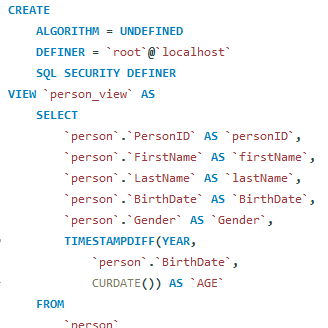 CREATE
ALGORITHM = UNDEFINED
DEFINER = `root`@`localhost`
SQL SECURITY DEFINER
VIEW `person_view` AS
SELECT
`person`.`PersonID` AS `personID`,
`person`.`FirstName` AS `firstName`,
`person`.`LastName` AS `lastName`,
`person`.`BirthDate` AS `BirthDate`,
`person`.`Gender` AS `Gender`,
TIMESTAMPDIFF(YEAR,
`person`.`BirthDate`,
CURDATE()) AS `AGE`
FROM
`person`